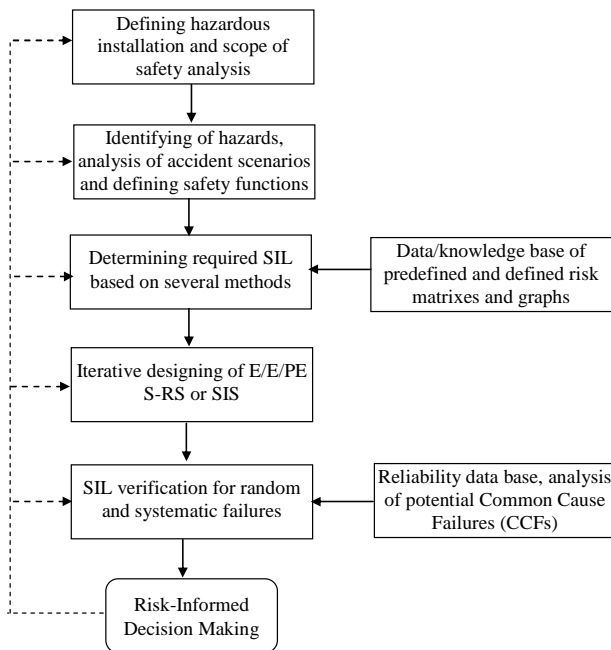 Defining hazardous
installation and scope of
safety analysis
Identifying of hazards,
analysis of accident scenarios
and defining safety functions
Determining required SIL
based on several methods
Data/knowledge base of
predefined and defined risk
matrixes and graphs
Iterative designing of E/E/PE
S-RS or SIS
SIL verification for random
and systematic failures
Reliability data base, analysis
of potential Common Cause
Failures (CCFs)
Risk-Informed
Decision Making